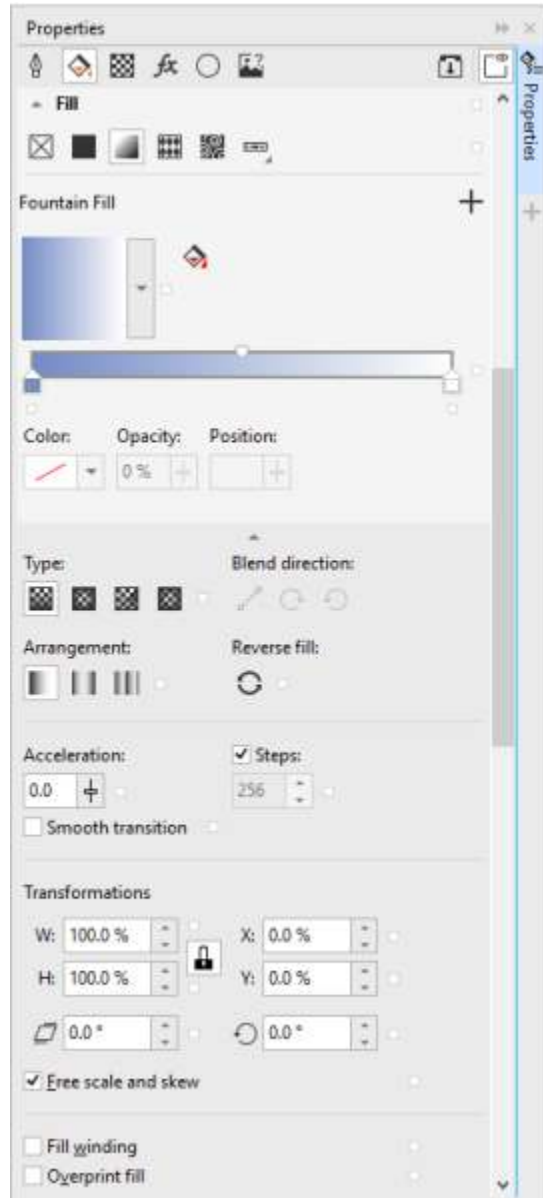 Properties
fx
Properties
Fill
Fountain Fill
Color: Opacity: Position:
0 %
Type: Blend direction:
Arrangement: Reverse fill:
Acceleration: Steps:
0.0 256
Smooth transition
Transformations
W: 100.0 % X: 0.0 %
H: 100.0 % Y: 0.0 %
0.0 ° 0.0 °
Free scale and skew
Fill winding
Overprint fill